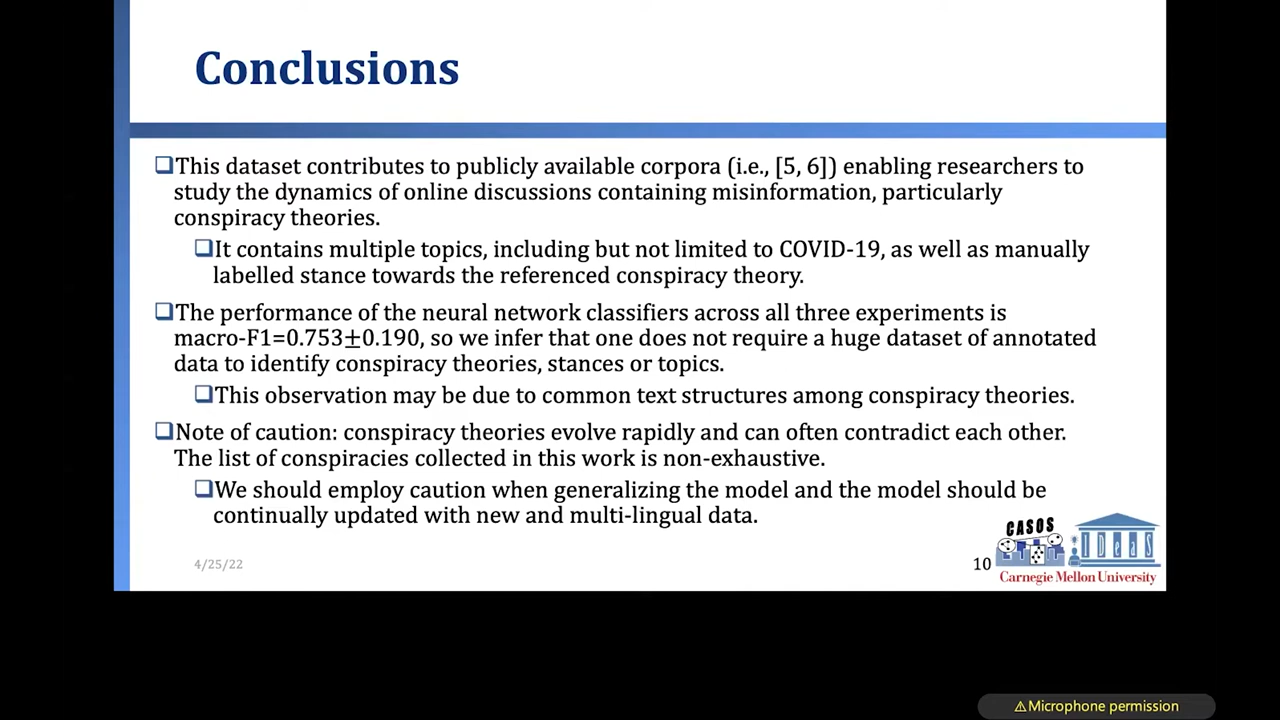 Conclusions
❑This dataset contributes to publicly available corpora (i.e., [5, 6]) enabling researchers to
study the dynamics of online discussions containing misinformation, particularly
conspiracy theories.
❑It contains multiple topics, including but not limited to COVID-19, as well as manually
labelled stance towards the referenced conspiracy theory.
❑The performance of the neural network classifiers across all three experiments is
macro-F1=0.753±0.190, so we infer that one does not require a huge dataset of annotated
data to identify conspiracy theories, stances or topics.
❑This observation may be due to common text structures among conspiracy theories.
❑Note of caution: conspiracy theories evolve rapidly and can often contradict each other.
The list of conspiracies collected in this work is non-exhaustive.
❑We should employ caution when generalizing the model and the model should be
continually updated with new and multi-lingual data.
4/25/22
10
CASOS
IDeaS
Carnegie Mellon University
⚠Microphone permission